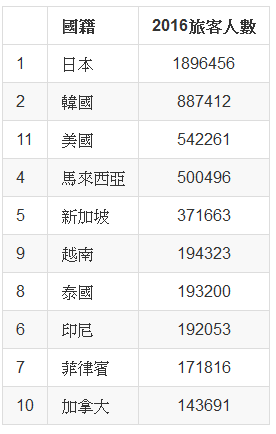 國籍 2016旅客人數
1 日本 1896456
2 韓國 887412
11 美國 542261
4 馬來西亞 500496
5 新加坡 371663
9 越南 194323
8 泰國 193200
6 印尼 192053
7 菲律賓 171816
10 加拿大 143691